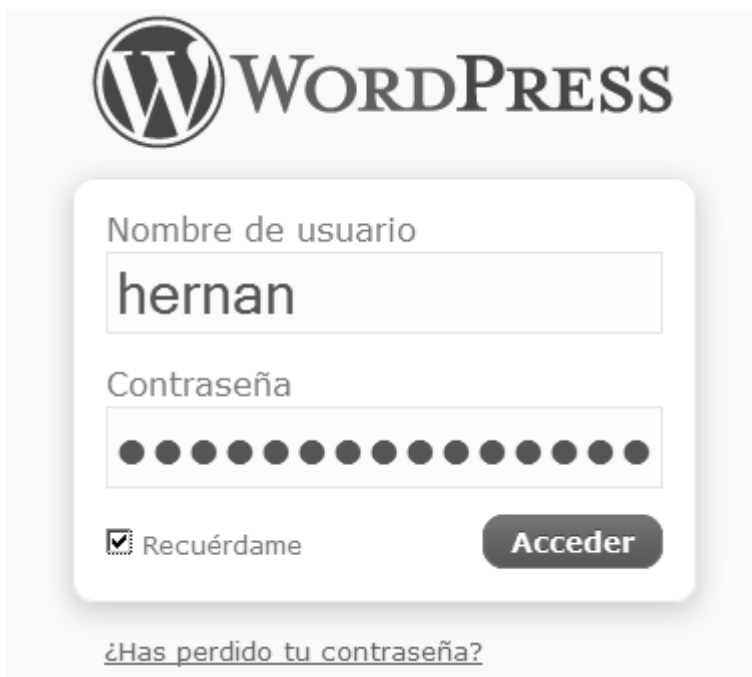 WORDPRESS
Nombre de usuario
hernan
Contraseña
●●●●●●●●●●●●●●●
Recuérdame
Acceder
¿Has perdido tu contraseña?